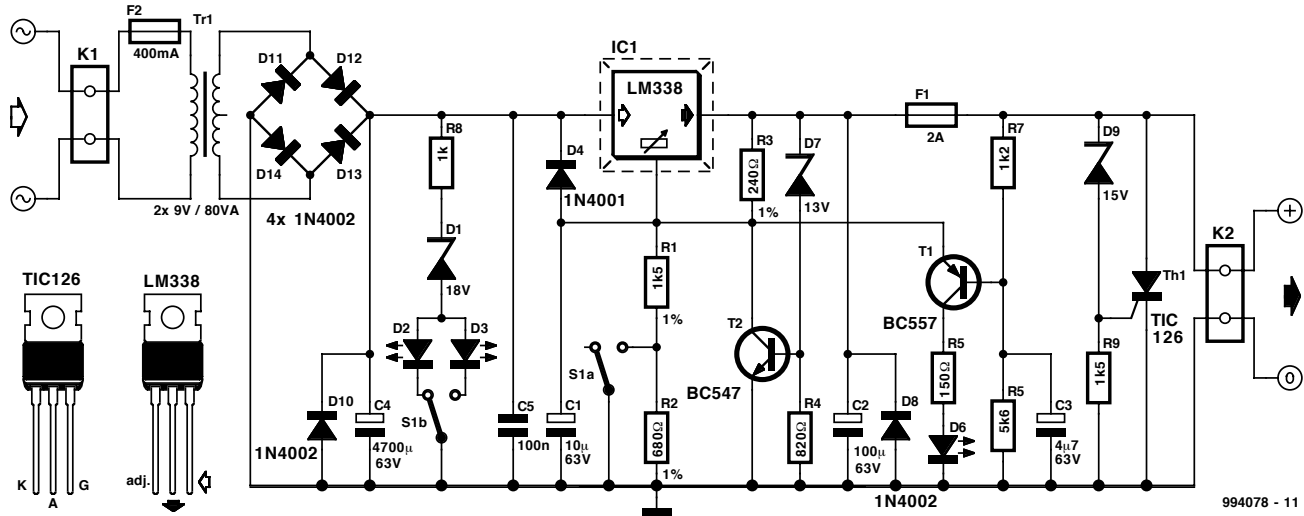 F2
400mA
Tr1
K1
2x 9V / 80VA
D11
D12
D14
D13
4x 1N4002
IC1
LM338
R8
1k
D1
18V
D2
D3
S1b
D4
1N4001
R3
240Ω
1%
D7
13V
F1
2A
R7
1k2
D9
15V
R1
1k5
1%
T1
BC557
Th1
TIC
126
K2
+
0
TIC126
LM338
K
A
G
adj.
D10
1N4002
C4
4700µ
63V
C5
100n
C1
10µ
63V
S1a
R2
680Ω
1%
T2
BC547
R4
820Ω
C2
100µ
63V
D8
1N4002
R5
150Ω
D6
R5
5k6
C3
4µ7
63V
R9
1k5
994078 - 11